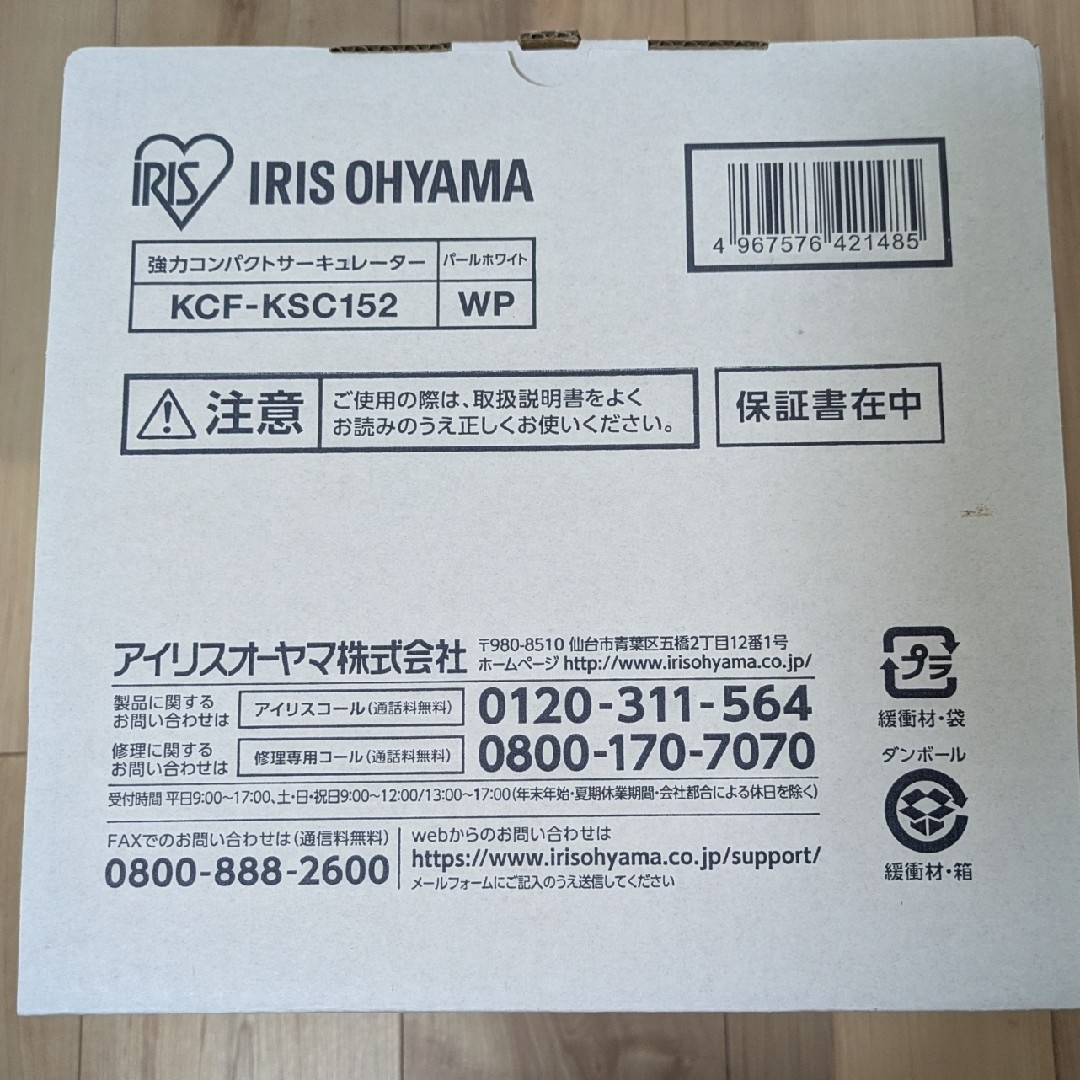 IRIS IRIS OHYAMA
4 967576 421485
強力コンパクトサーキュレーター パールホワイト
KCF-KSC152 WP
注意
ご使用の際は、取扱説明書をよく
お読みのうえ正しくお使いください。
保証書在中
アイリスオーヤマ株式会社
〒980-8510 仙台市青葉区五橋2丁目12番1号
ホームページ http://www.irisohyama.co.jp/
製品に関する
お問い合わせは
アイリスコール(通話料無料) 0120-311-564
修理に関する
お問い合わせは
修理専用コール(通話料無料) 0800-170-7070
受付時間 平日9:00〜17:00、土・日・祝日9:00〜12:00/13:00〜17:00(年末年始・夏期休業期間・会社都合による休日を除く)
FAXでのお問い合わせは(通信料無料)
0800-888-2600
webからのお問い合わせは
https://www.irisohyama.co.jp/support/
メールフォームにご記入のうえ送信してください
プラ
緩衝材・袋
ダンボール
緩衝材・箱